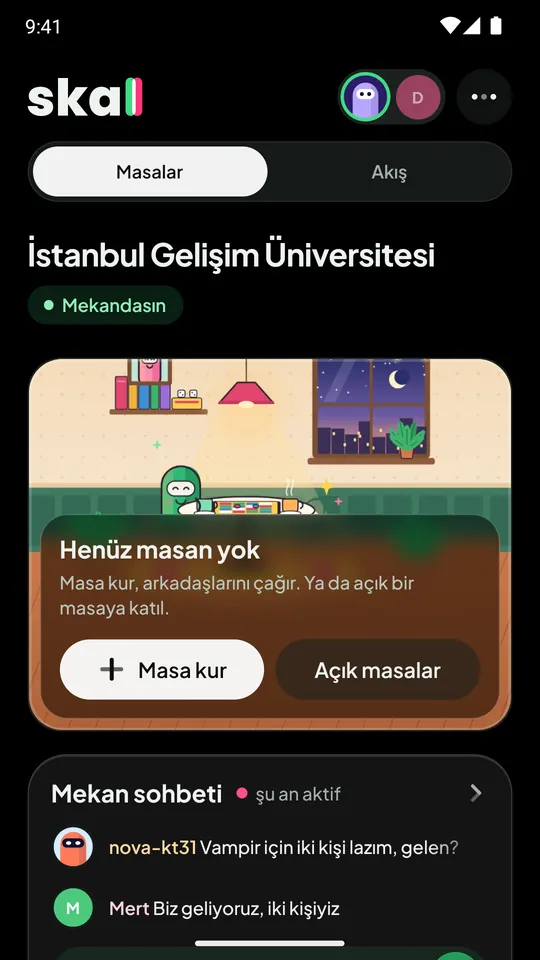 9:41
skall
D
Masalar
Akış
İstanbul Gelişim Üniversitesi
Mekandasın
Henüz masan yok
Masa kur, arkadaşlarını çağır. Ya da açık bir
masaya katıl.
Masa kur
Açık masalar
Mekan sohbeti
şu an aktif
nova-kt31 Vampir için iki kişi lazım, gelen?
M
Mert Biz geliyoruz, iki kişiyiz